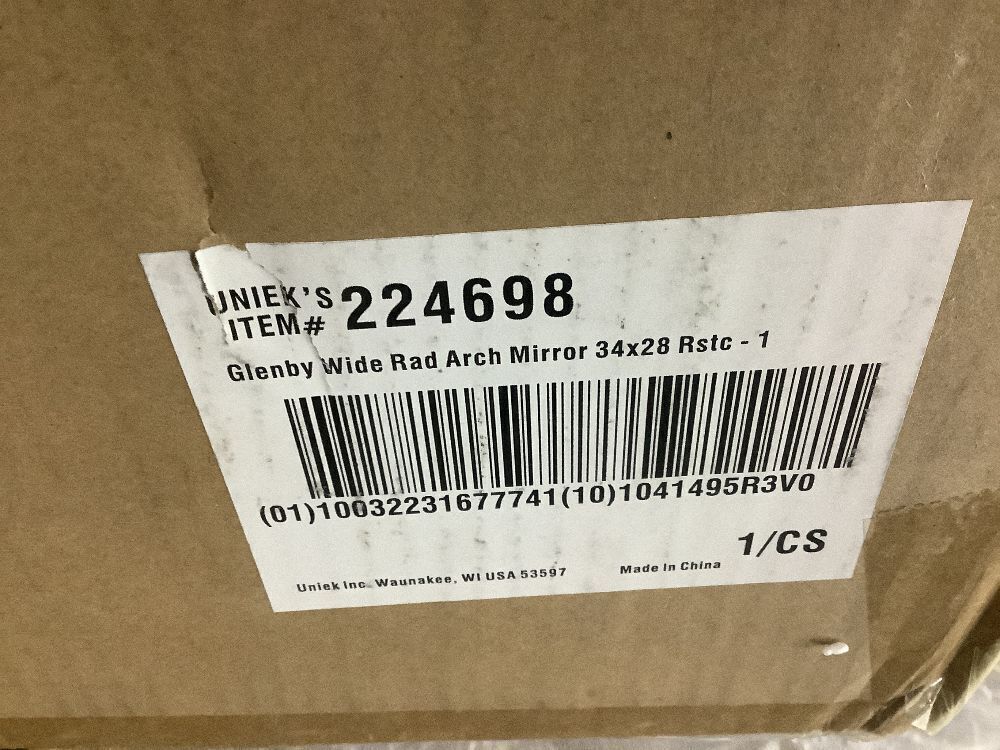 UNIEK'S
ITEM# 224698
Glenby Wide Rad Arch Mirror 34x28 Rstc - 1
(01)10032231677741(10)1041495R3V0
1/CS
Uniek Inc. Waunakee, WI USA 53597 Made In China